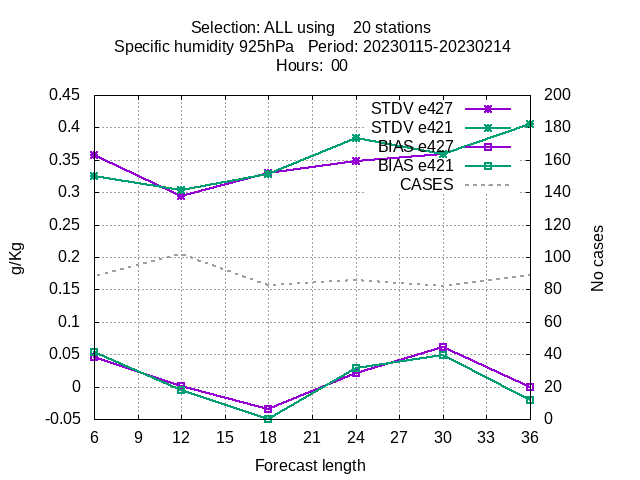 Selection: ALL using 20 stations
Specific humidity 925hPa Period: 20230115-20230214
Hours: 00
0.45
0.4
0.35
0.3
0.25
0.2
0.15
0.1
0.05
0
-0.05
g/Kg
STDV e427
STDV e421
BIAS e427
BIAS e421
CASES
200
180
160
140
120
100
80
60
40
20
0
No cases
6 9 12 15 18 21 24 27 30 33 36
Forecast length